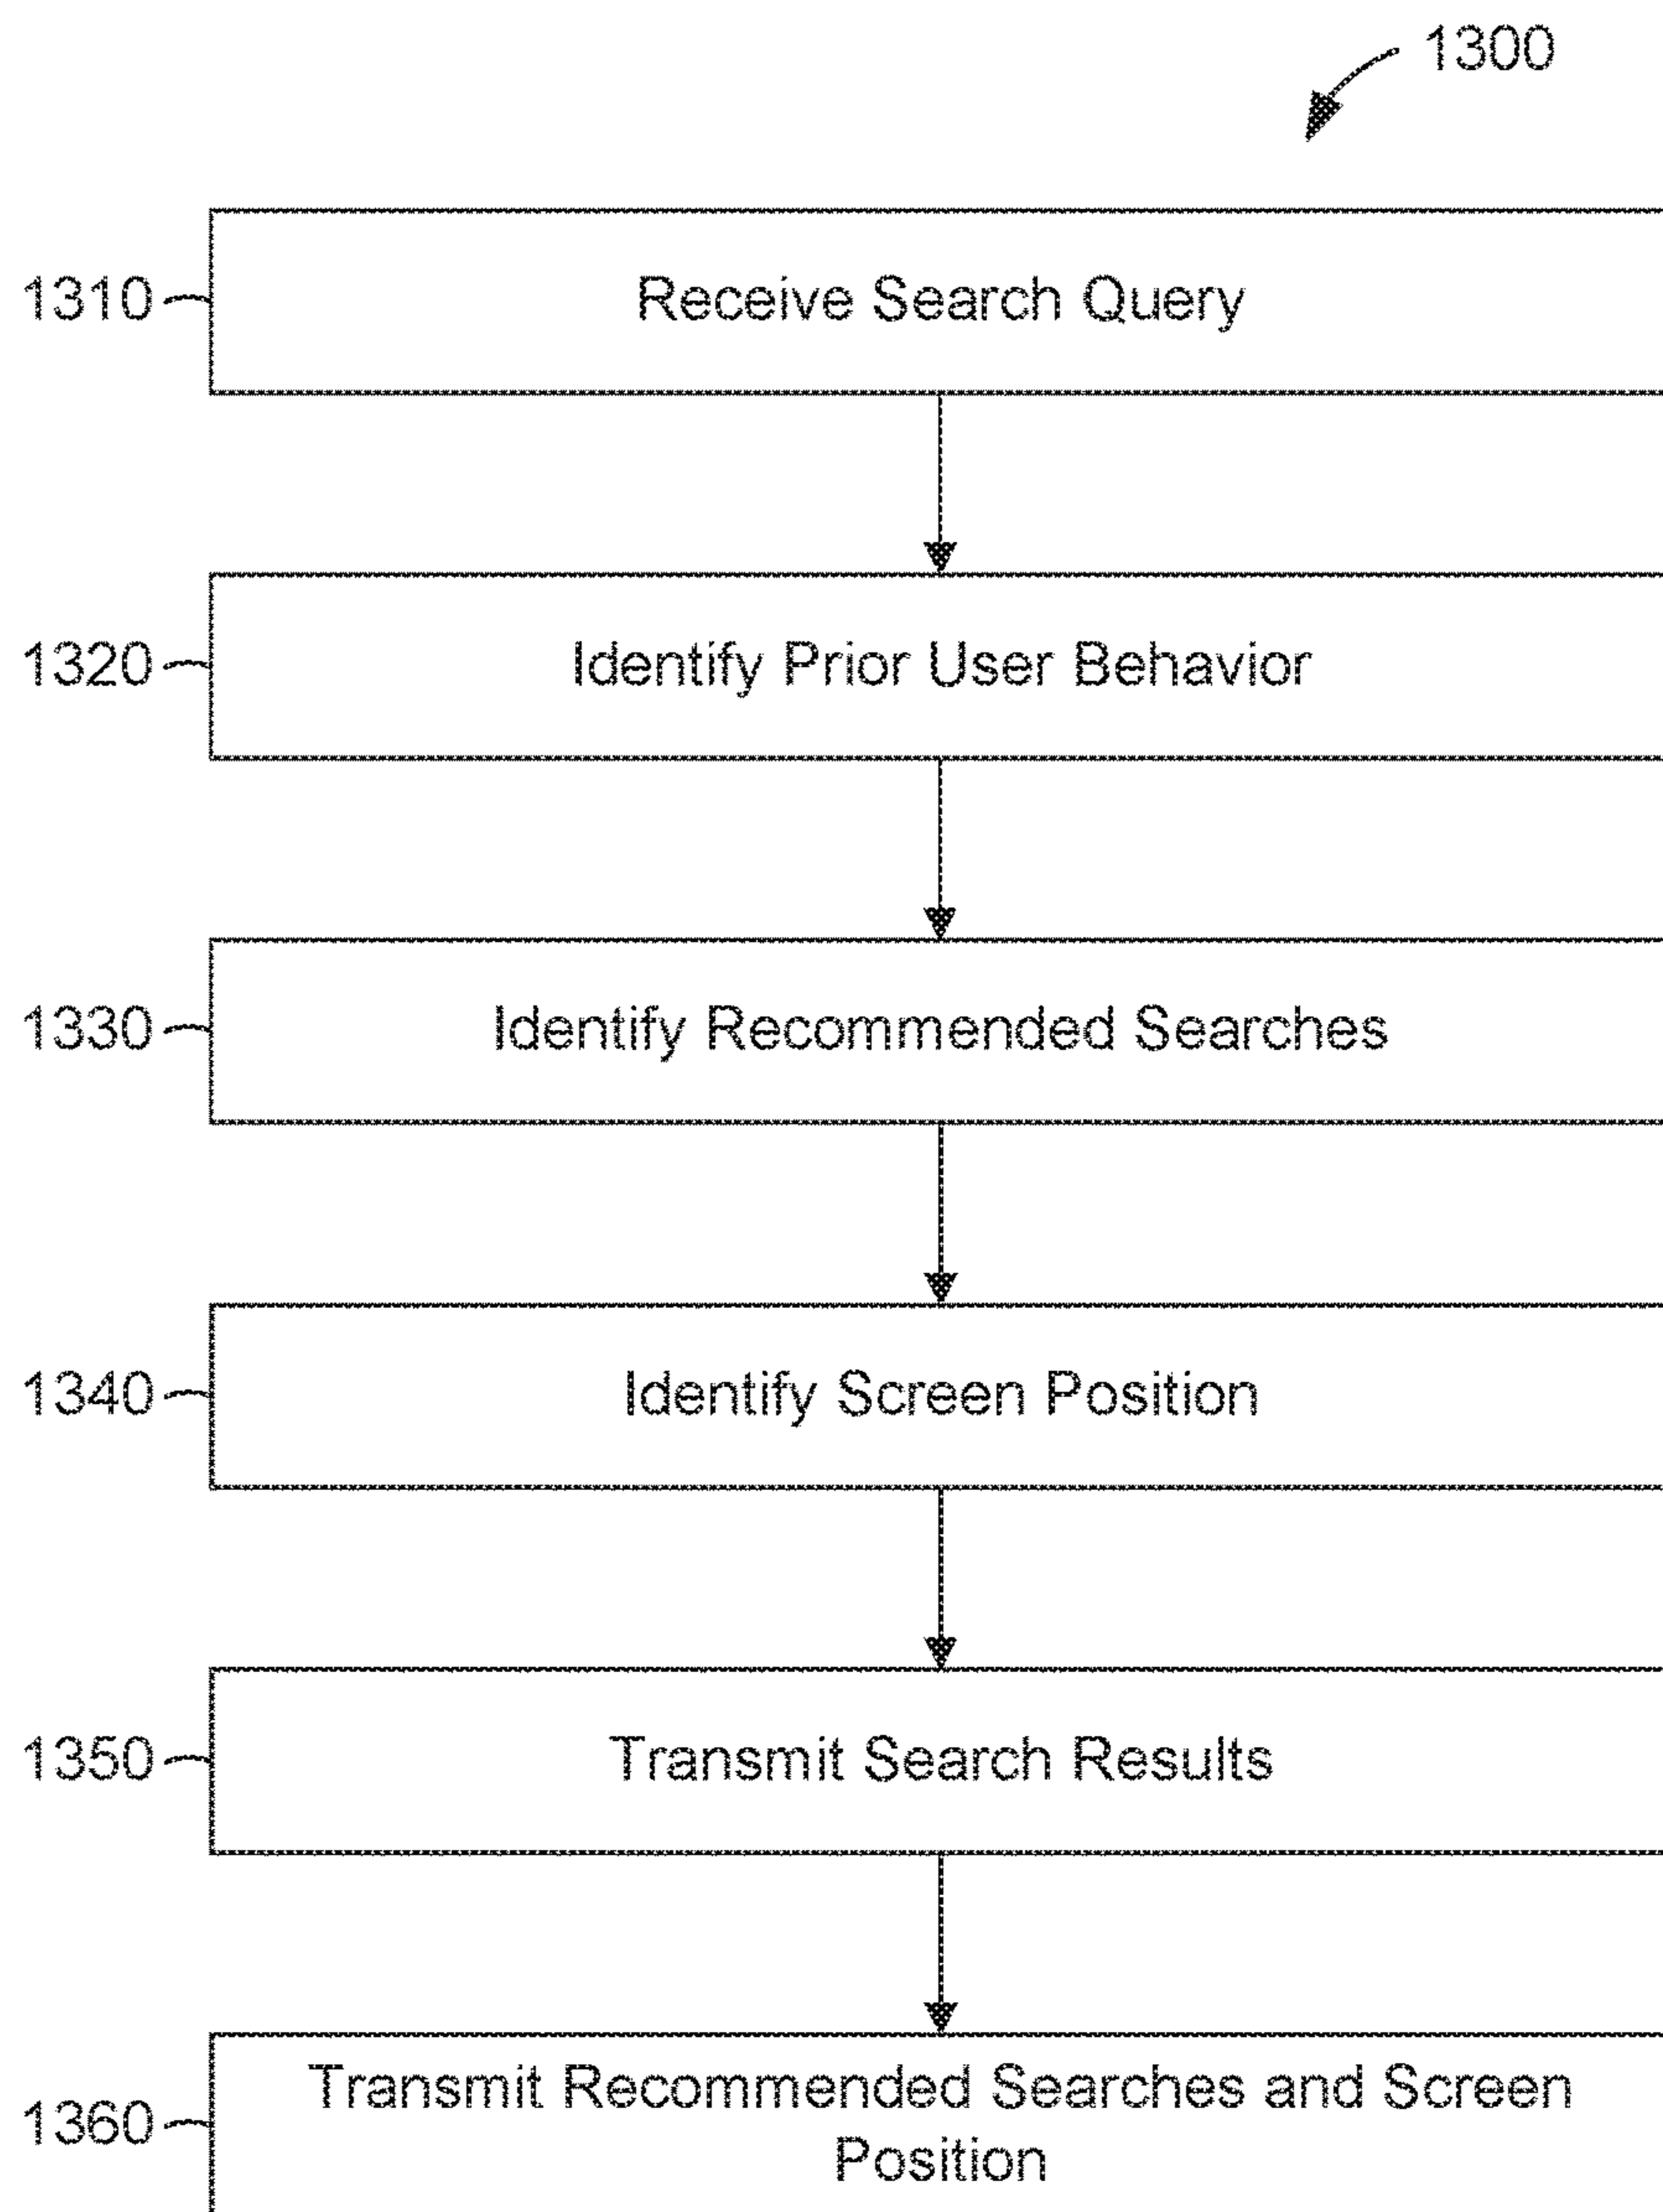 1300
1310
Receive Search Query
1320
Identify Prior User Behavior
1330
Identify Recommended Searches
1340
Identify Screen Position
1350
Transmit Search Results
1360
Transmit Recommended Searches and Screen
Position